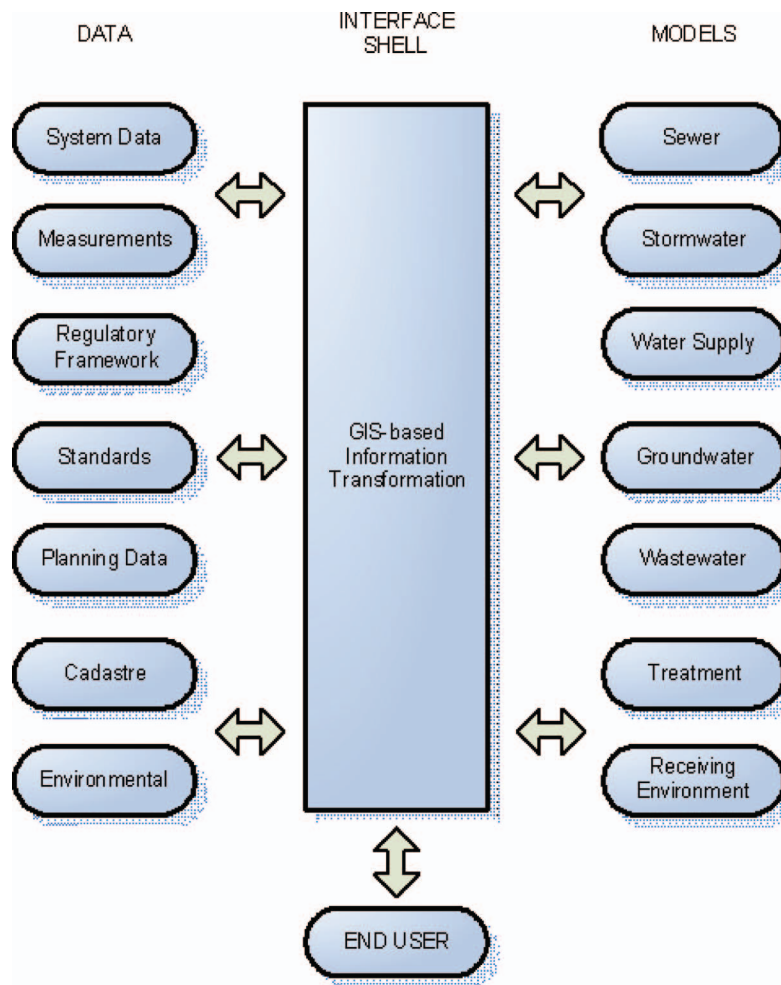 DATA
INTERFACE
SHELL
MODELS
System Data
Measurements
Regulatory
Framework
Standards
Planning Data
Cadastre
Environmental
GIS-based
Information
Transformation
Sewer
Stormwater
Water Supply
Groundwater
Wastewater
Treatment
Receiving
Environment
END USER